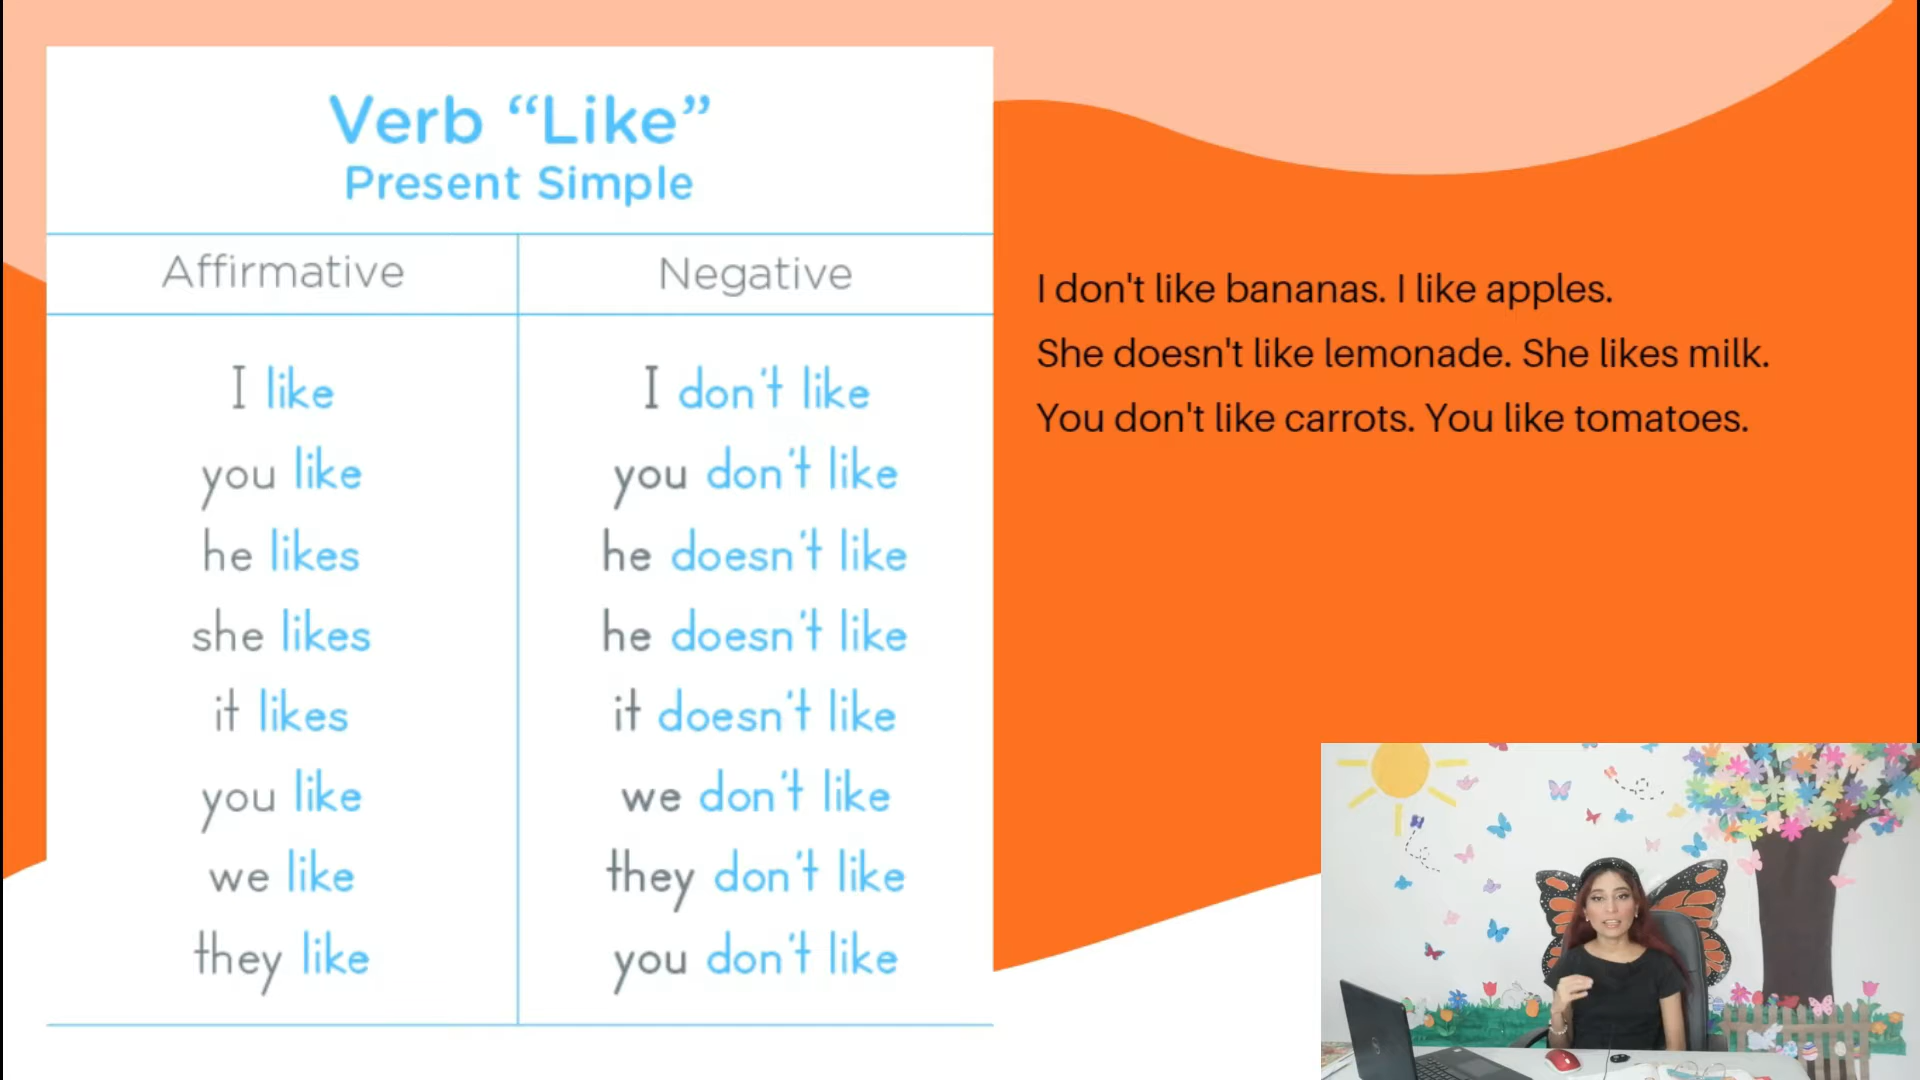 Verb “Like”
Present Simple
Affirmative
Negative
I like
I don't like
you like
you don't like
he likes
he doesn't like
she likes
he doesn't like
it likes
it doesn't like
you like
we don't like
we like
they don't like
they like
you don't like
I don't like bananas. I like apples.
She doesn't like lemonade. She likes milk.
You don't like carrots. You like tomatoes.